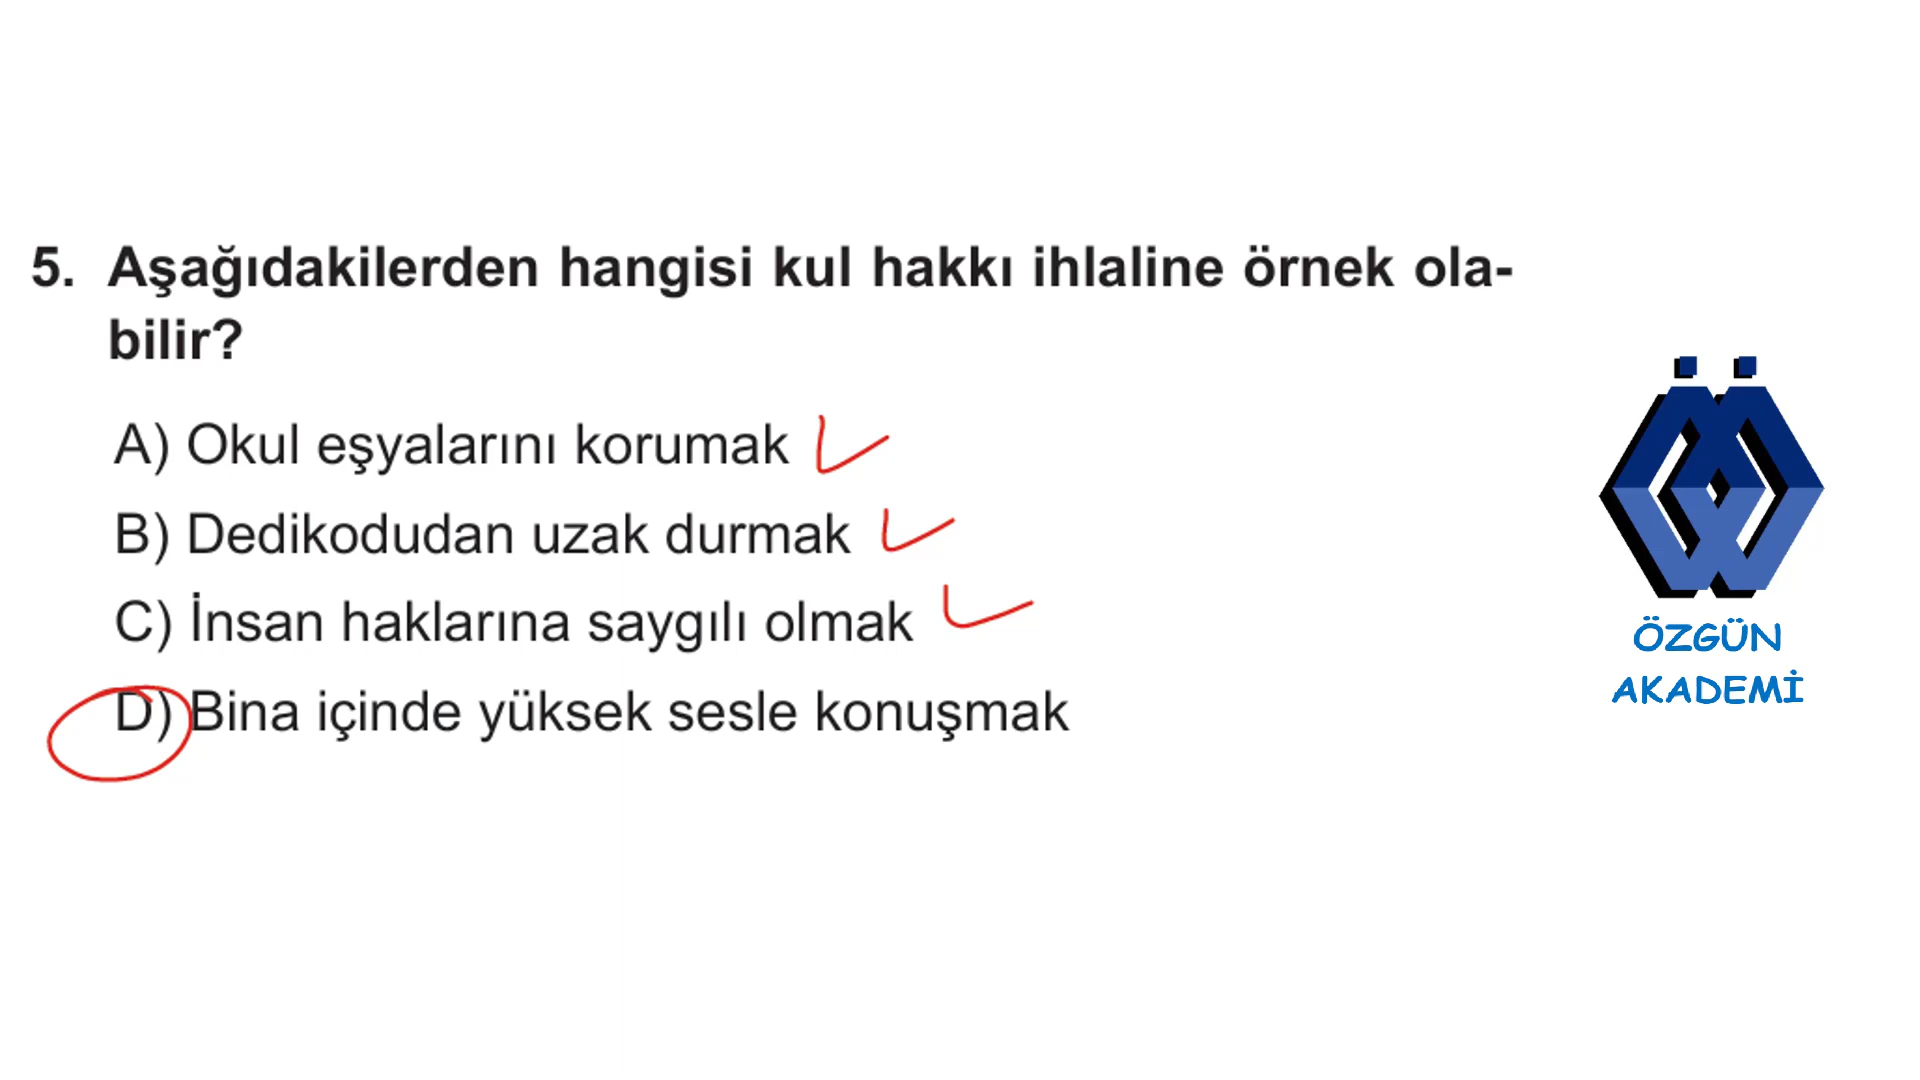 5. Aşağıdakilerden hangisi kul hakkı ihlaline örnek ola-
bilir?
A) Okul eşyalarını korumak
B) Dedikodudan uzak durmak
C) İnsan haklarına saygılı olmak
D) Bina içinde yüksek sesle konuşmak
ÖZGÜN
AKADEMİ